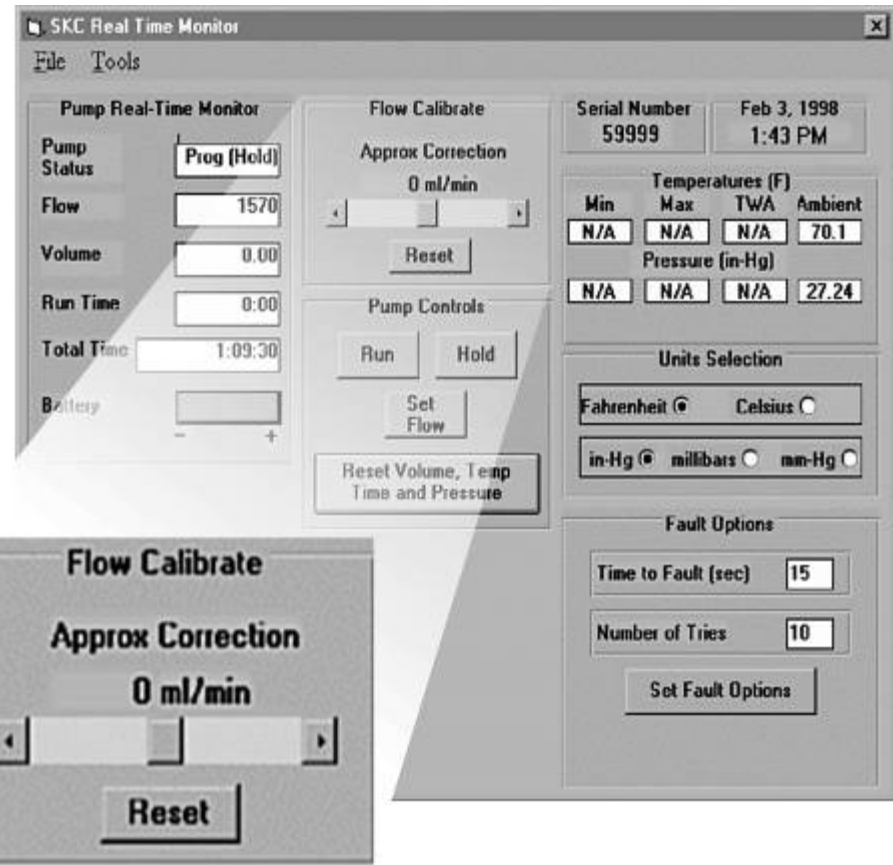 SKC Real Time Monitor
File Tools
Pump Real-Time Monitor
Pump
Status
Prog (Hold)
Flow
1570
Volume
0.00
Run Time
0:00
Total Time
1:09:30
Battery
- +
Flow Calibrate
Approx Correction
0 ml/min
Reset
Pump Controls
Run Hold
Set
Flow
Reset Volume, Temp
Time and Pressure
Serial Number
59999
Feb 3, 1998
1:43 PM
Temperatures (F)
Min Max TWA Ambient
N/A N/A N/A 70.1
Pressure (in-Hg)
N/A N/A N/A 27.24
Units Selection
Fahrenheit Celsius
in-Hg millibars mm-Hg
Fault Options
Time to Fault (sec) 15
Number of Tries 10
Set Fault Options
Flow Calibrate
Approx Correction
0 ml/min
Reset